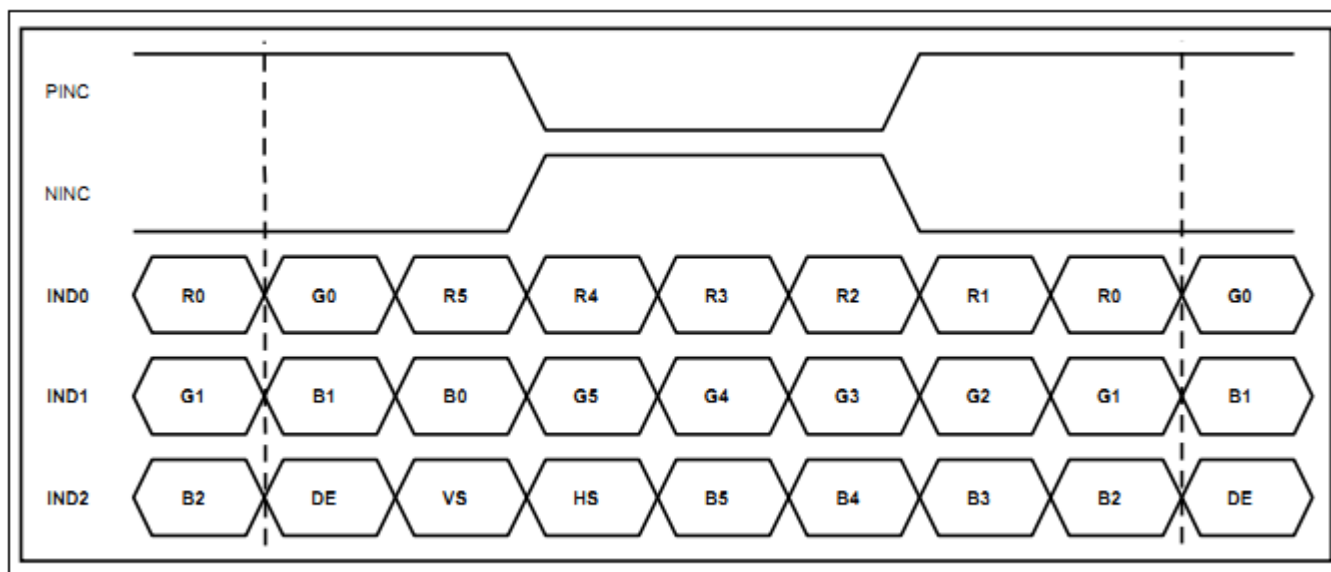 PINC
NINC
IND0 R0 G0 R5 R4 R3 R2 R1 R0 G0
IND1 G1 B1 B0 G5 G4 G3 G2 G1 B1
IND2 B2 DE VS HS B5 B4 B3 B2 DE